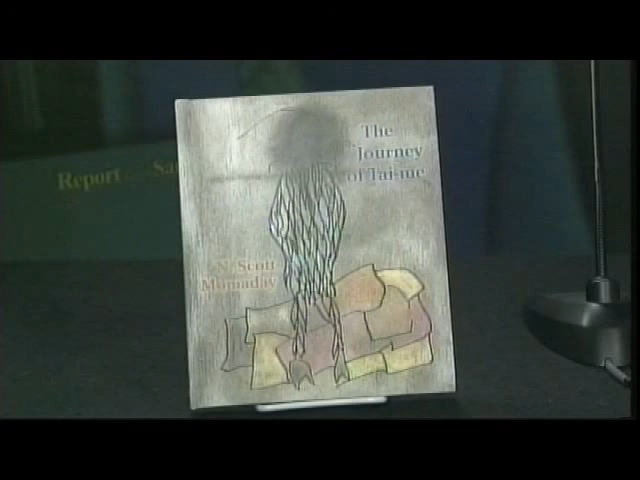 The
Journey
of Tai-me
N. Scott
Momaday
Report